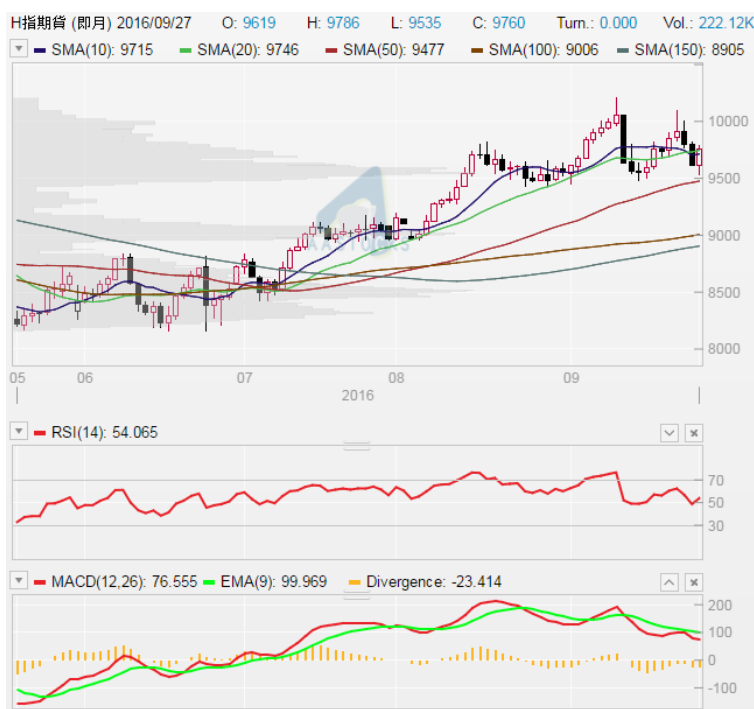 H指期貨 (即月) 2016/09/27 O: 9619 H: 9786 L: 9535 C: 9760 Turn.: 0.000 Vol.: 222.12K
SMA(10): 9715 SMA(20): 9746 SMA(50): 9477 SMA(100): 9006 SMA(150): 8905
10000
9500
9000
8500
8000
05 06 07 08 09
2016
RSI(14): 54.065
70
50
30
MACD(12,26): 76.555 EMA(9): 99.969 Divergence: -23.414
200
100
0
-100